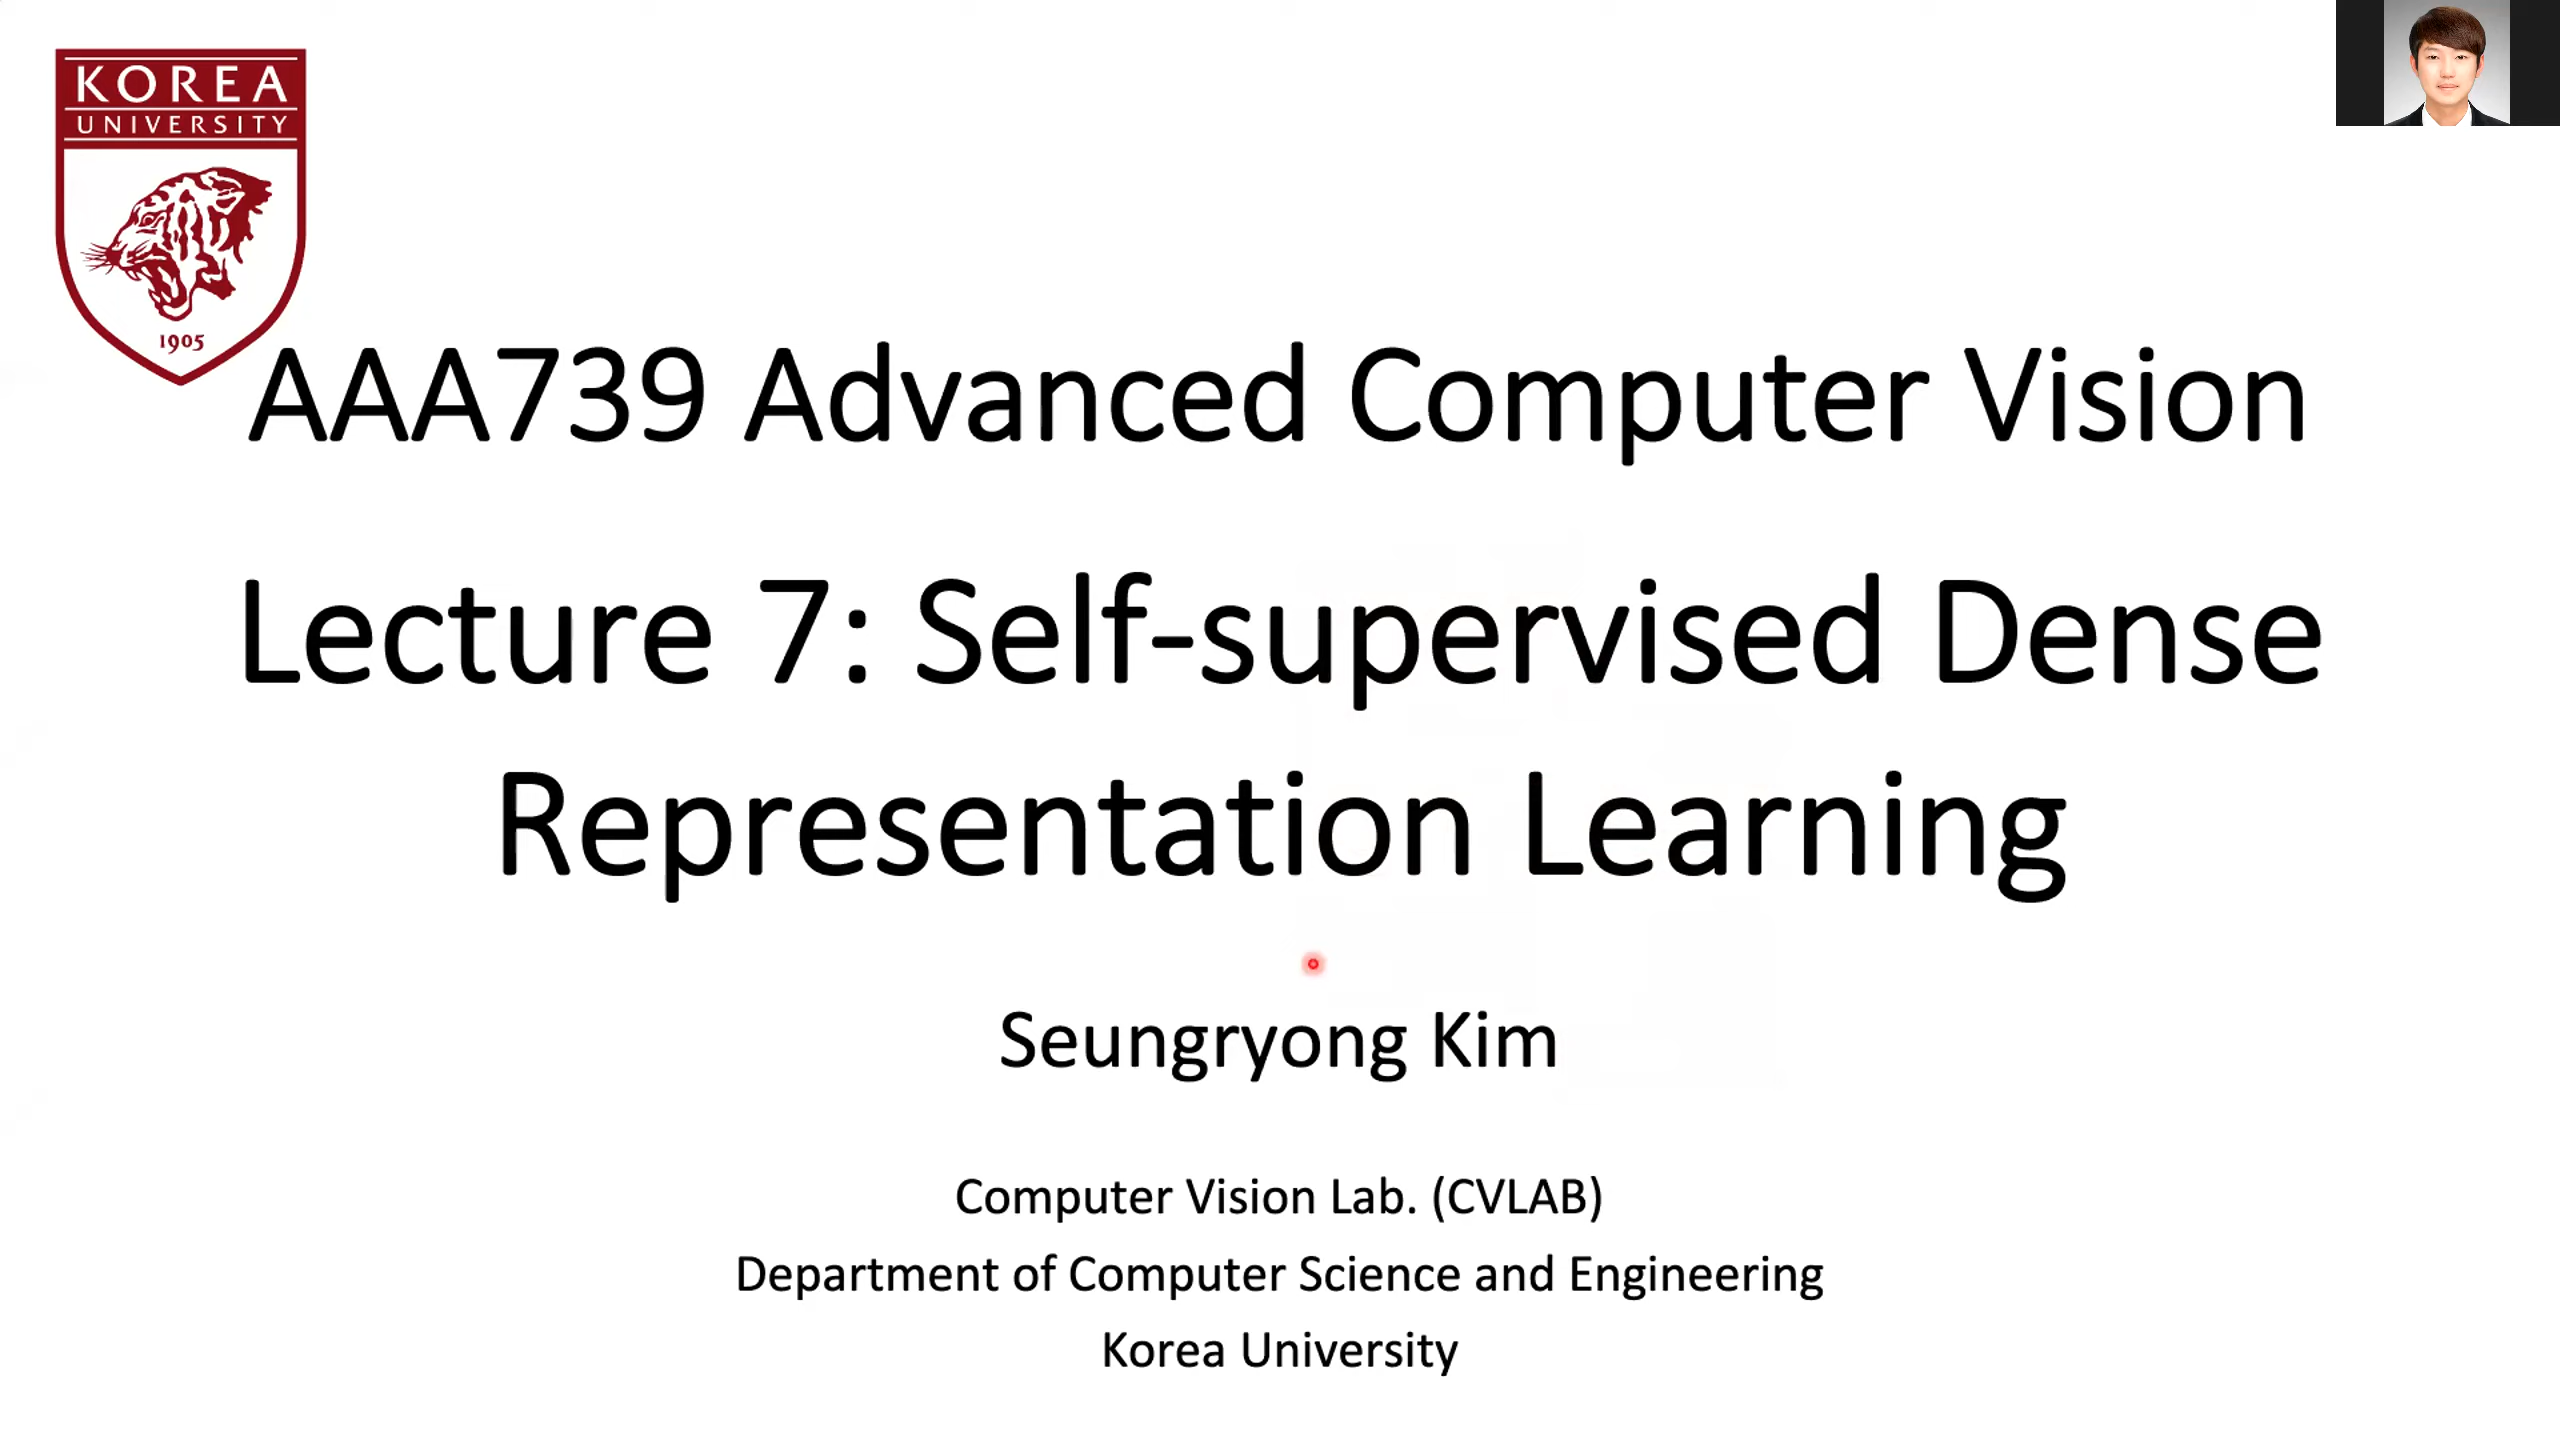 KOREA
UNIVERSITY
1905
AAA739 Advanced Computer Vision
Lecture 7: Self-supervised Dense
Representation Learning
Seungryong Kim
Computer Vision Lab. (CVLAB)
Department of Computer Science and Engineering
Korea University